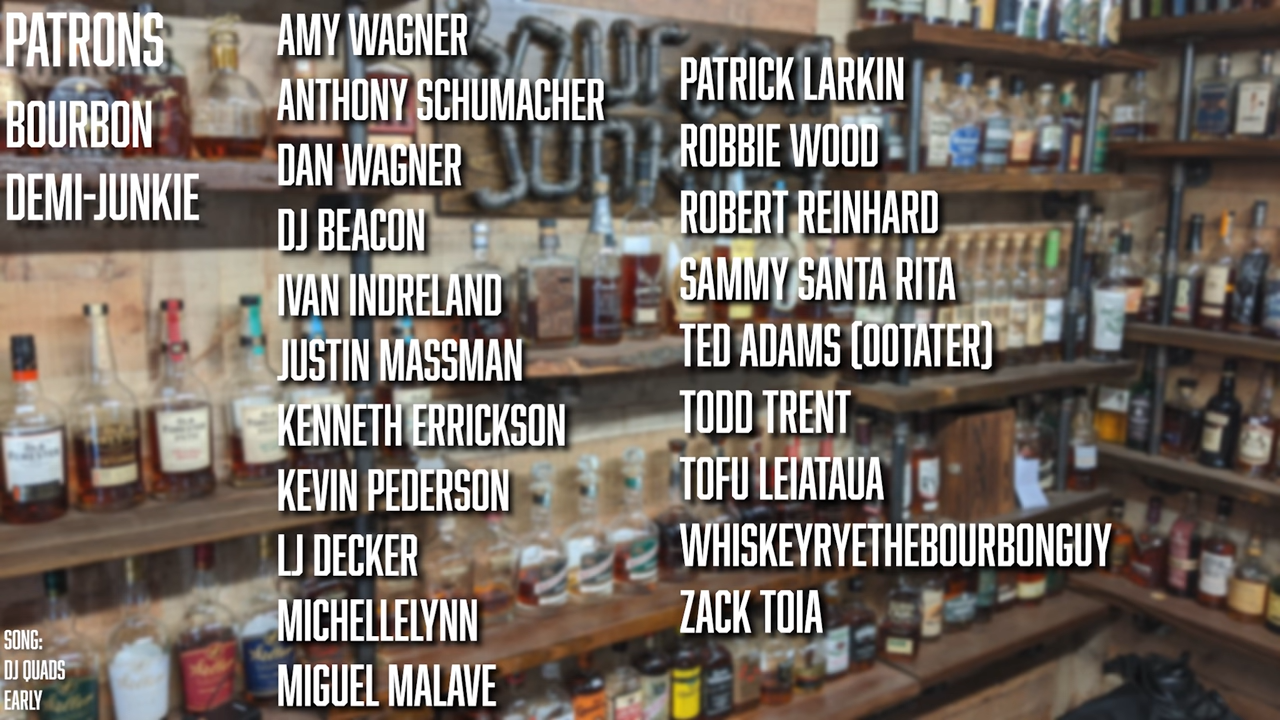 PATRONS
BOURBON
DEMI-JUNKIE
AMY WAGNER
ANTHONY SCHUMACHER
DAN WAGNER
DJ BEACON
IVAN INDRELAND
JUSTIN MASSMAN
KENNETH ERRICKSON
KEVIN PEDERSON
LJ DECKER
MICHELLELYNN
MIGUEL MALAVE
PATRICK LARKIN
ROBBIE WOOD
ROBERT REINHARD
SAMMY SANTA RITA
TED ADAMS (OOTATER)
TODD TRENT
TOFU LEIATAUA
WHISKEYRYETHEBOURBONGUY
ZACK TOIA
SONG:
DJ QUADS
EARLY